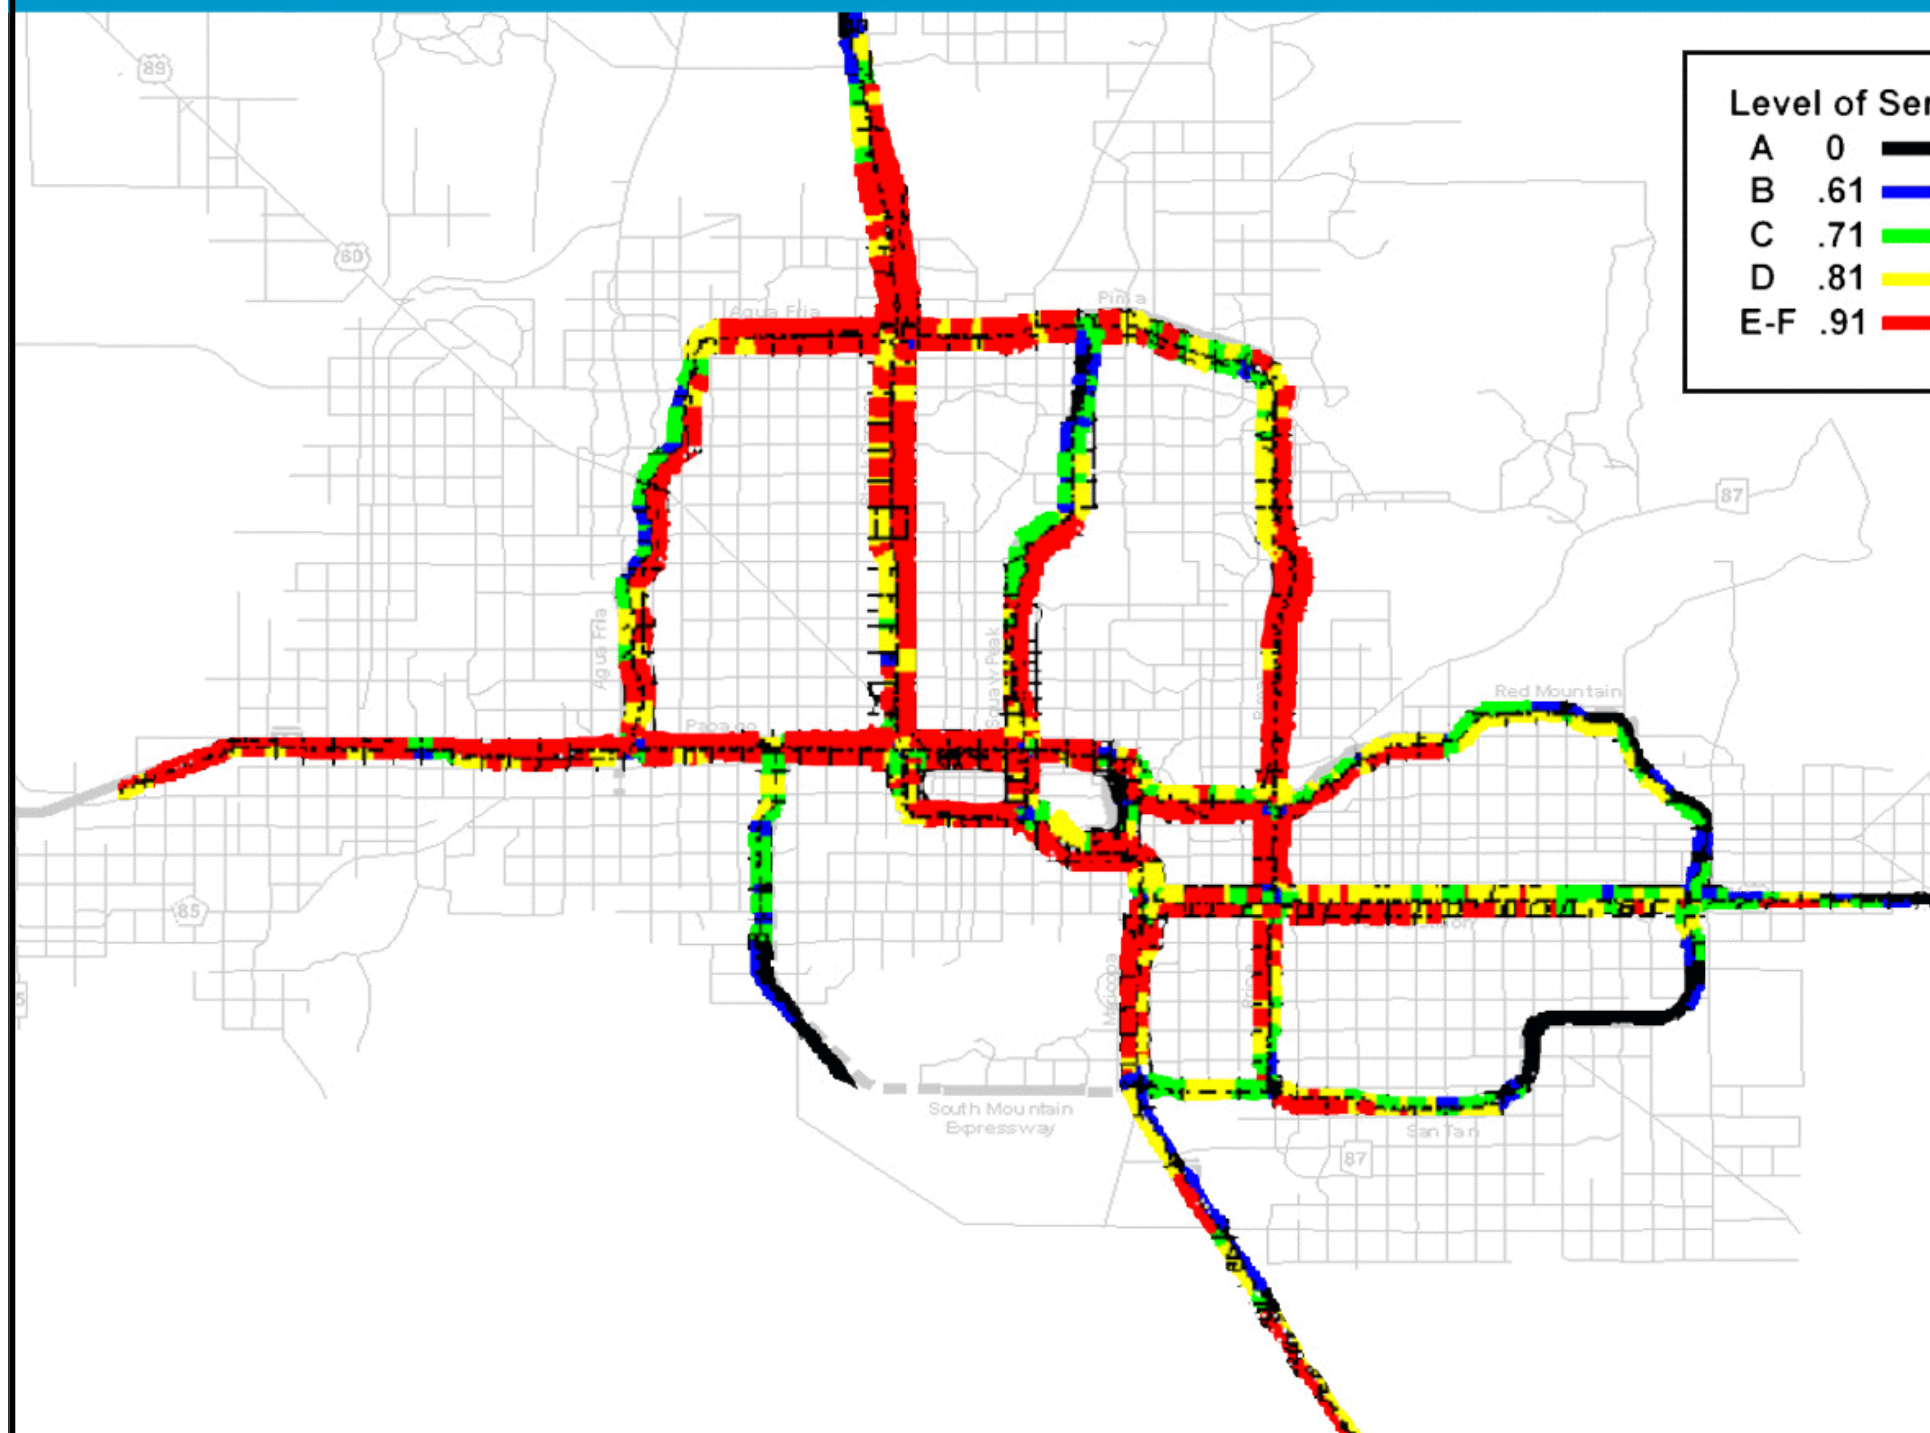 89
Level of Ser
A 0
B .61
C .71
D .81
E-F .91
60
Agua Fria
Pima
87
Agua Fria
Squaw Peak
Red Mountain
Papago
85
Maricopa
South Mountain
Expressway
San Tan
87